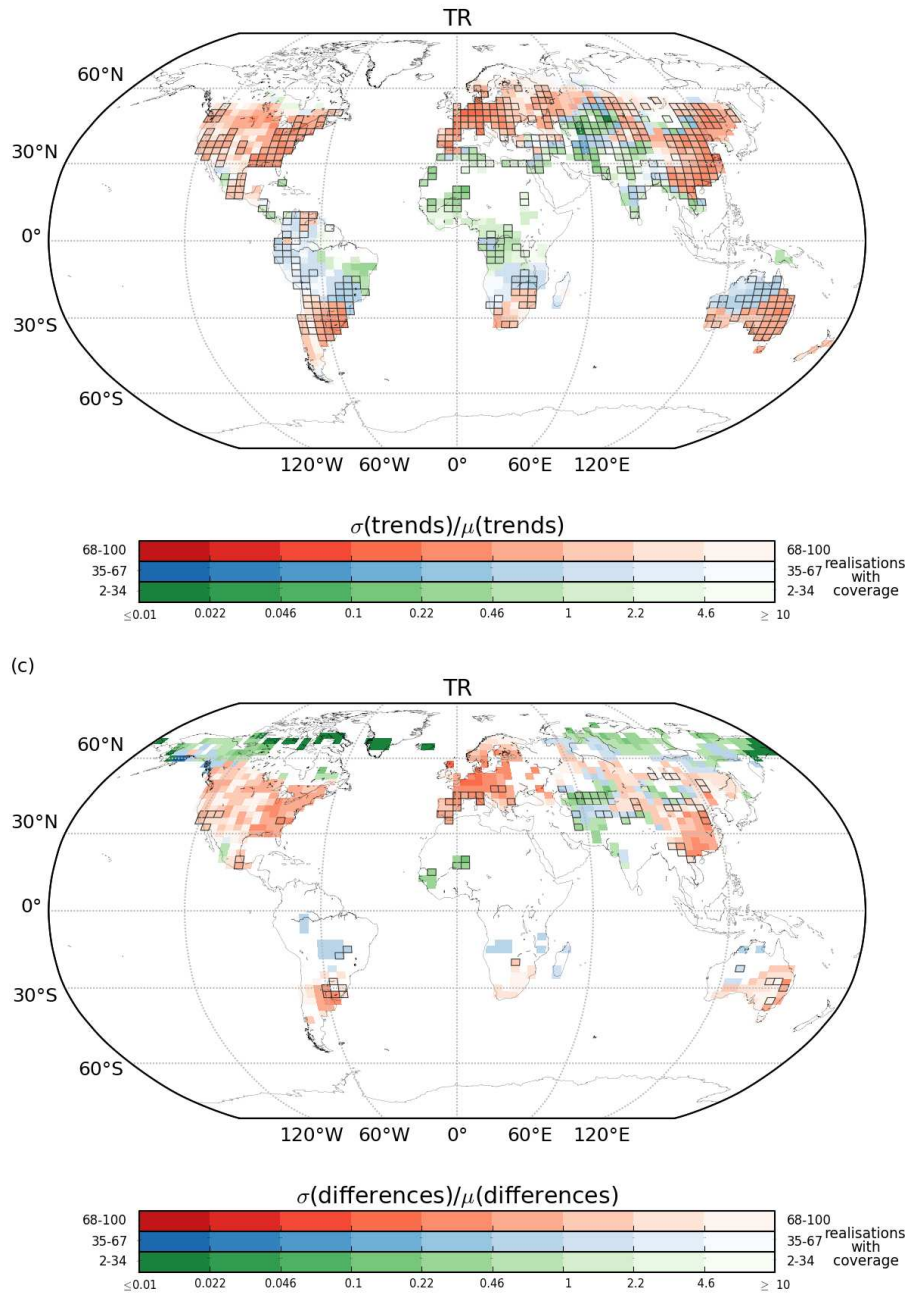 TR
60°N
30°N
0°
30°S
60°S
120°W 60°W 0° 60°E 120°E
σ(trends)/μ(trends)
68-100 68-100
35-67 35-67
2-34 2-34
realisations
with
coverage
≤0.01 0.022 0.046 0.1 0.22 0.46 1 2.2 4.6 ≥ 10
(c)
TR
60°N
30°N
0°
30°S
60°S
120°W 60°W 0° 60°E 120°E
σ(differences)/μ(differences)
68-100 68-100
35-67 35-67
2-34 2-34
realisations
with
coverage
≤0.01 0.022 0.046 0.1 0.22 0.46 1 2.2 4.6 ≥ 10